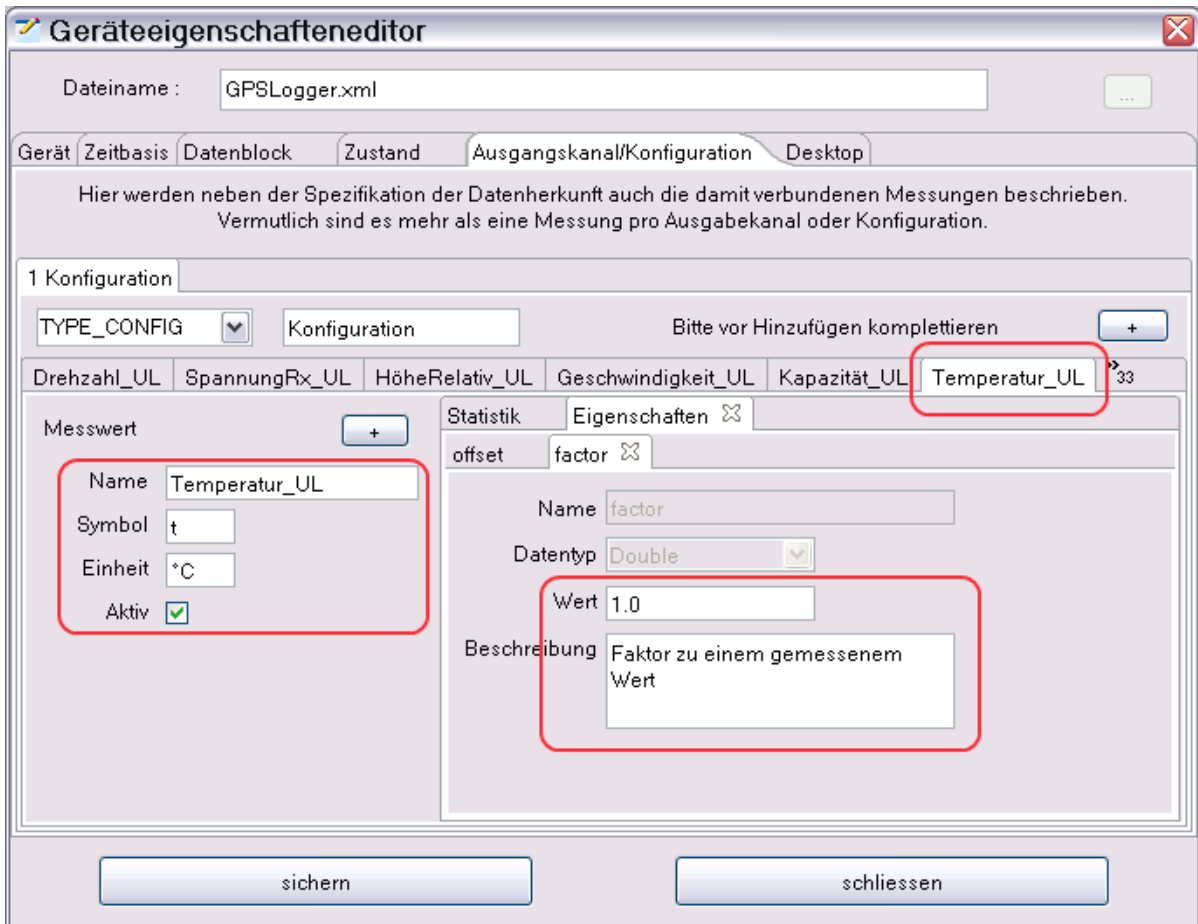 Geräteeigenschafteneditor
Dateiname :
GPSLogger.xml
...
Gerät
Zeitbasis
Datenblock
Zustand
Ausgangskanal/Konfiguration
Desktop
Hier werden neben der Spezifikation der Datenherkunft auch die damit verbundenen Messungen beschrieben.
Vermutlich sind es mehr als eine Messung pro Ausgabekanal oder Konfiguration.
1 Konfiguration
TYPE_CONFIG
Konfiguration
Bitte vor Hinzufügen komplettieren
+
Drehzahl_UL
SpannungRx_UL
HöheRelativ_UL
Geschwindigkeit_UL
Kapazität_UL
Temperatur_UL
»33
Messwert
+
Name
Temperatur_UL
Symbol
t
Einheit
°C
Aktiv
Statistik
Eigenschaften
offset
factor
Name
factor
Datentyp
Double
Wert
1.0
Beschreibung
Faktor zu einem gemessenem
Wert
sichern
schliessen